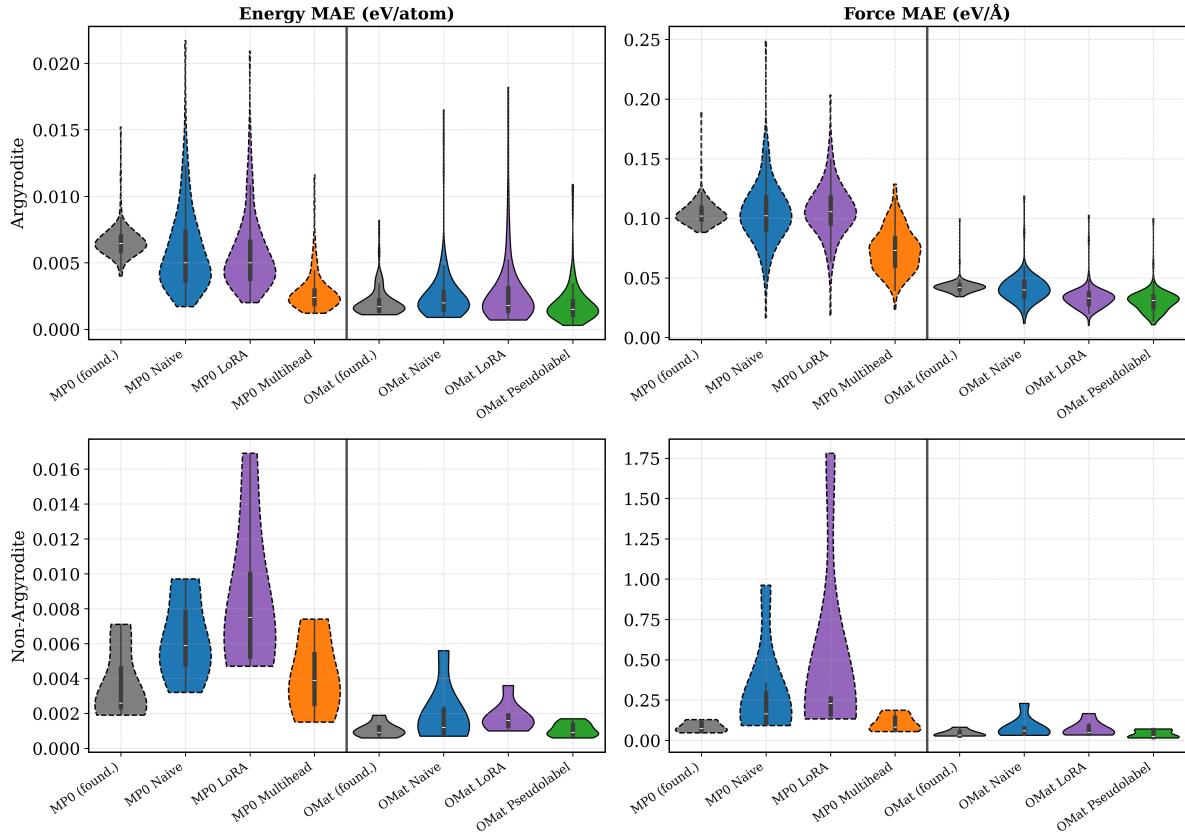 Energy MAE (eV/atom)
Force MAE (eV/Å)
Argyrodite
0.020
0.015
0.010
0.005
0.000
0.25
0.20
0.15
0.10
0.05
0.00
MP0 (found.)
MP0 Naive
MP0 LoRA
MP0 Multihead
OMat (found.)
OMat Naive
OMat LoRA
OMat Pseudolabel
MP0 (found.)
MP0 Naive
MP0 LoRA
MP0 Multihead
OMat (found.)
OMat Naive
OMat LoRA
OMat Pseudolabel
Non-Argyrodite
0.016
0.014
0.012
0.010
0.008
0.006
0.004
0.002
0.000
1.75
1.50
1.25
1.00
0.75
0.50
0.25
0.00
MP0 (found.)
MP0 Naive
MP0 LoRA
MP0 Multihead
OMat (found.)
OMat Naive
OMat LoRA
OMat Pseudolabel
MP0 (found.)
MP0 Naive
MP0 LoRA
MP0 Multihead
OMat (found.)
OMat Naive
OMat LoRA
OMat Pseudolabel